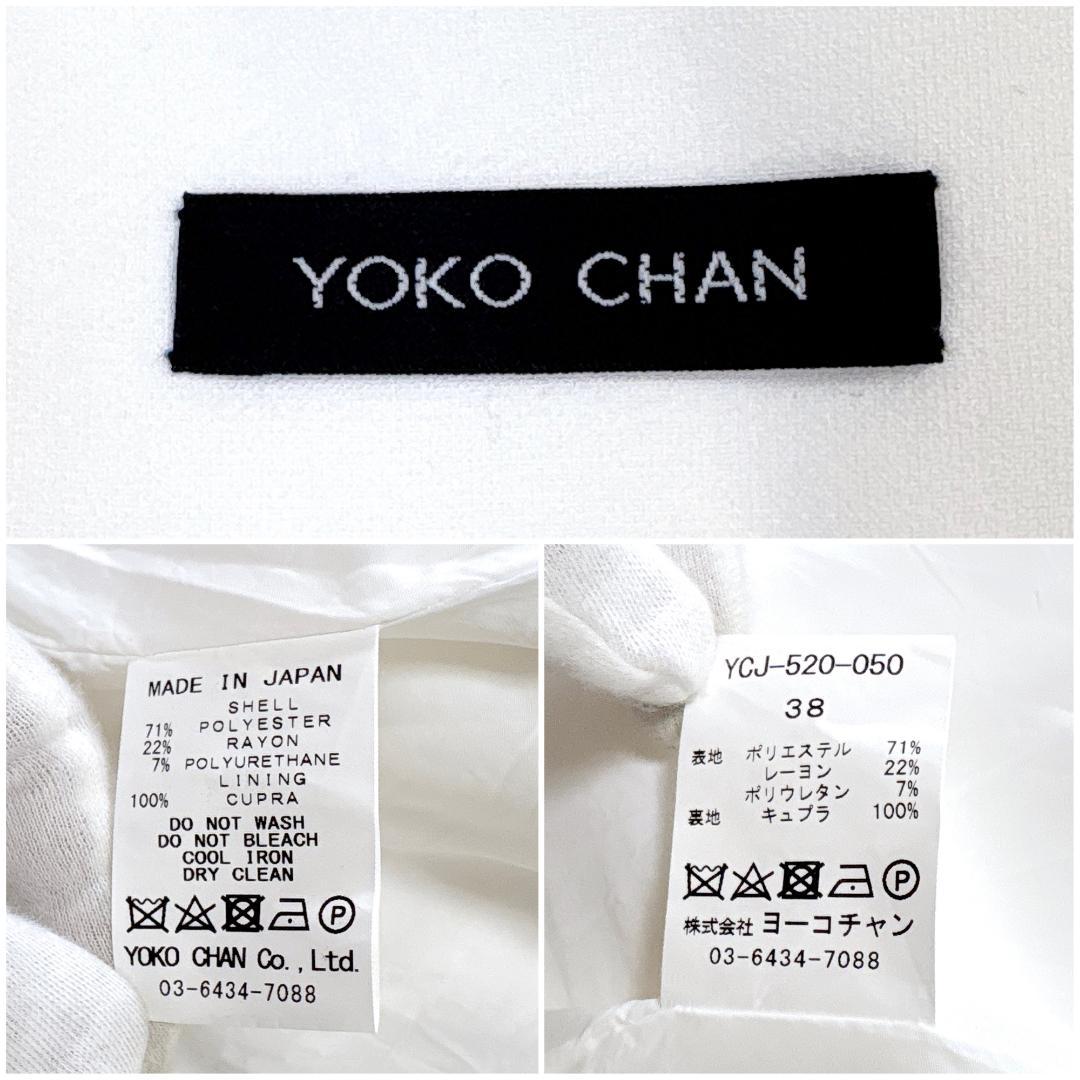 YOKO CHAN
MADE IN JAPAN
SHELL
71% POLYESTER
22% RAYON
7% POLYURETHANE
LINING
100% CUPRA
DO NOT WASH
DO NOT BLEACH
COOL IRON
DRY CLEAN
P
YOKO CHAN Co., Ltd.
03-6434-7088
YCJ-520-050
38
表地 ポリエステル 71%
レーヨン 22%
ポリウレタン 7%
裏地 キュプラ 100%
P
株式会社 ヨーコチャン
03-6434-7088